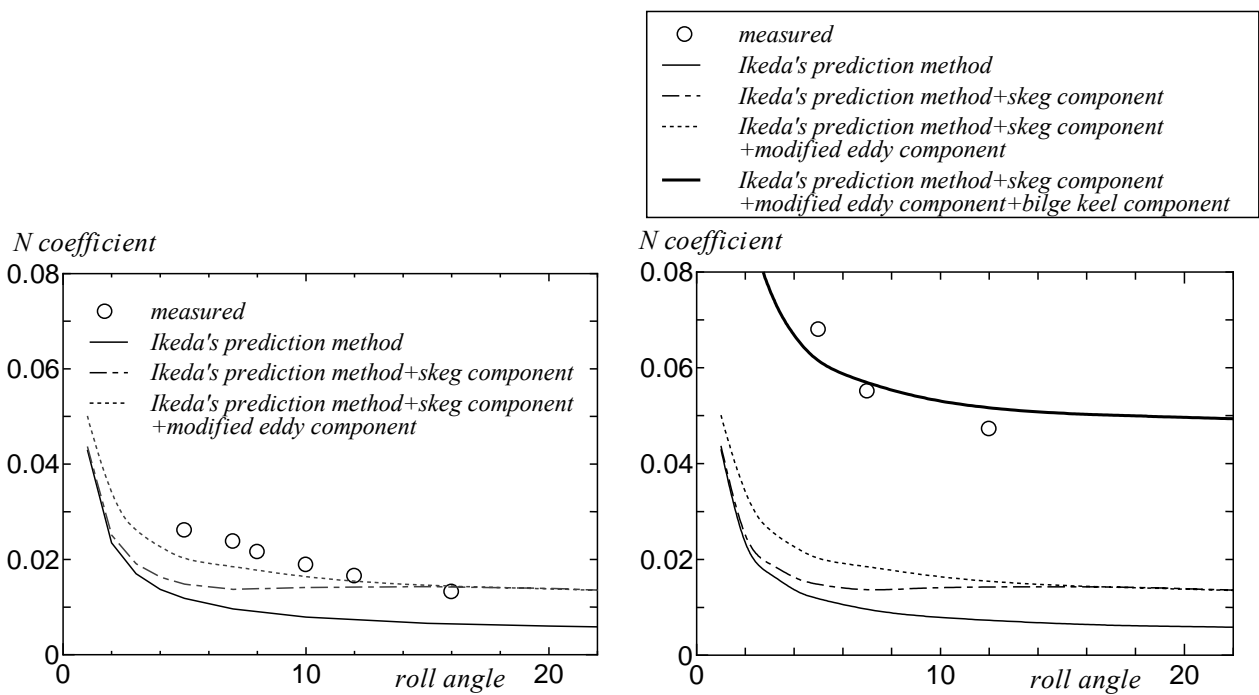 measured
Ikeda's prediction method
Ikeda's prediction method+skeg component
Ikeda's prediction method+skeg component
+modified eddy component
Ikeda's prediction method+skeg component
+modified eddy component+bilge keel component
N coefficient
0.08
0.06
0.04
0.02
0
measured
Ikeda's prediction method
Ikeda's prediction method+skeg component
Ikeda's prediction method+skeg component
+modified eddy component
0
10
20
roll angle
N coefficient
0.08
0.06
0.04
0.02
0
0
10
20
roll angle